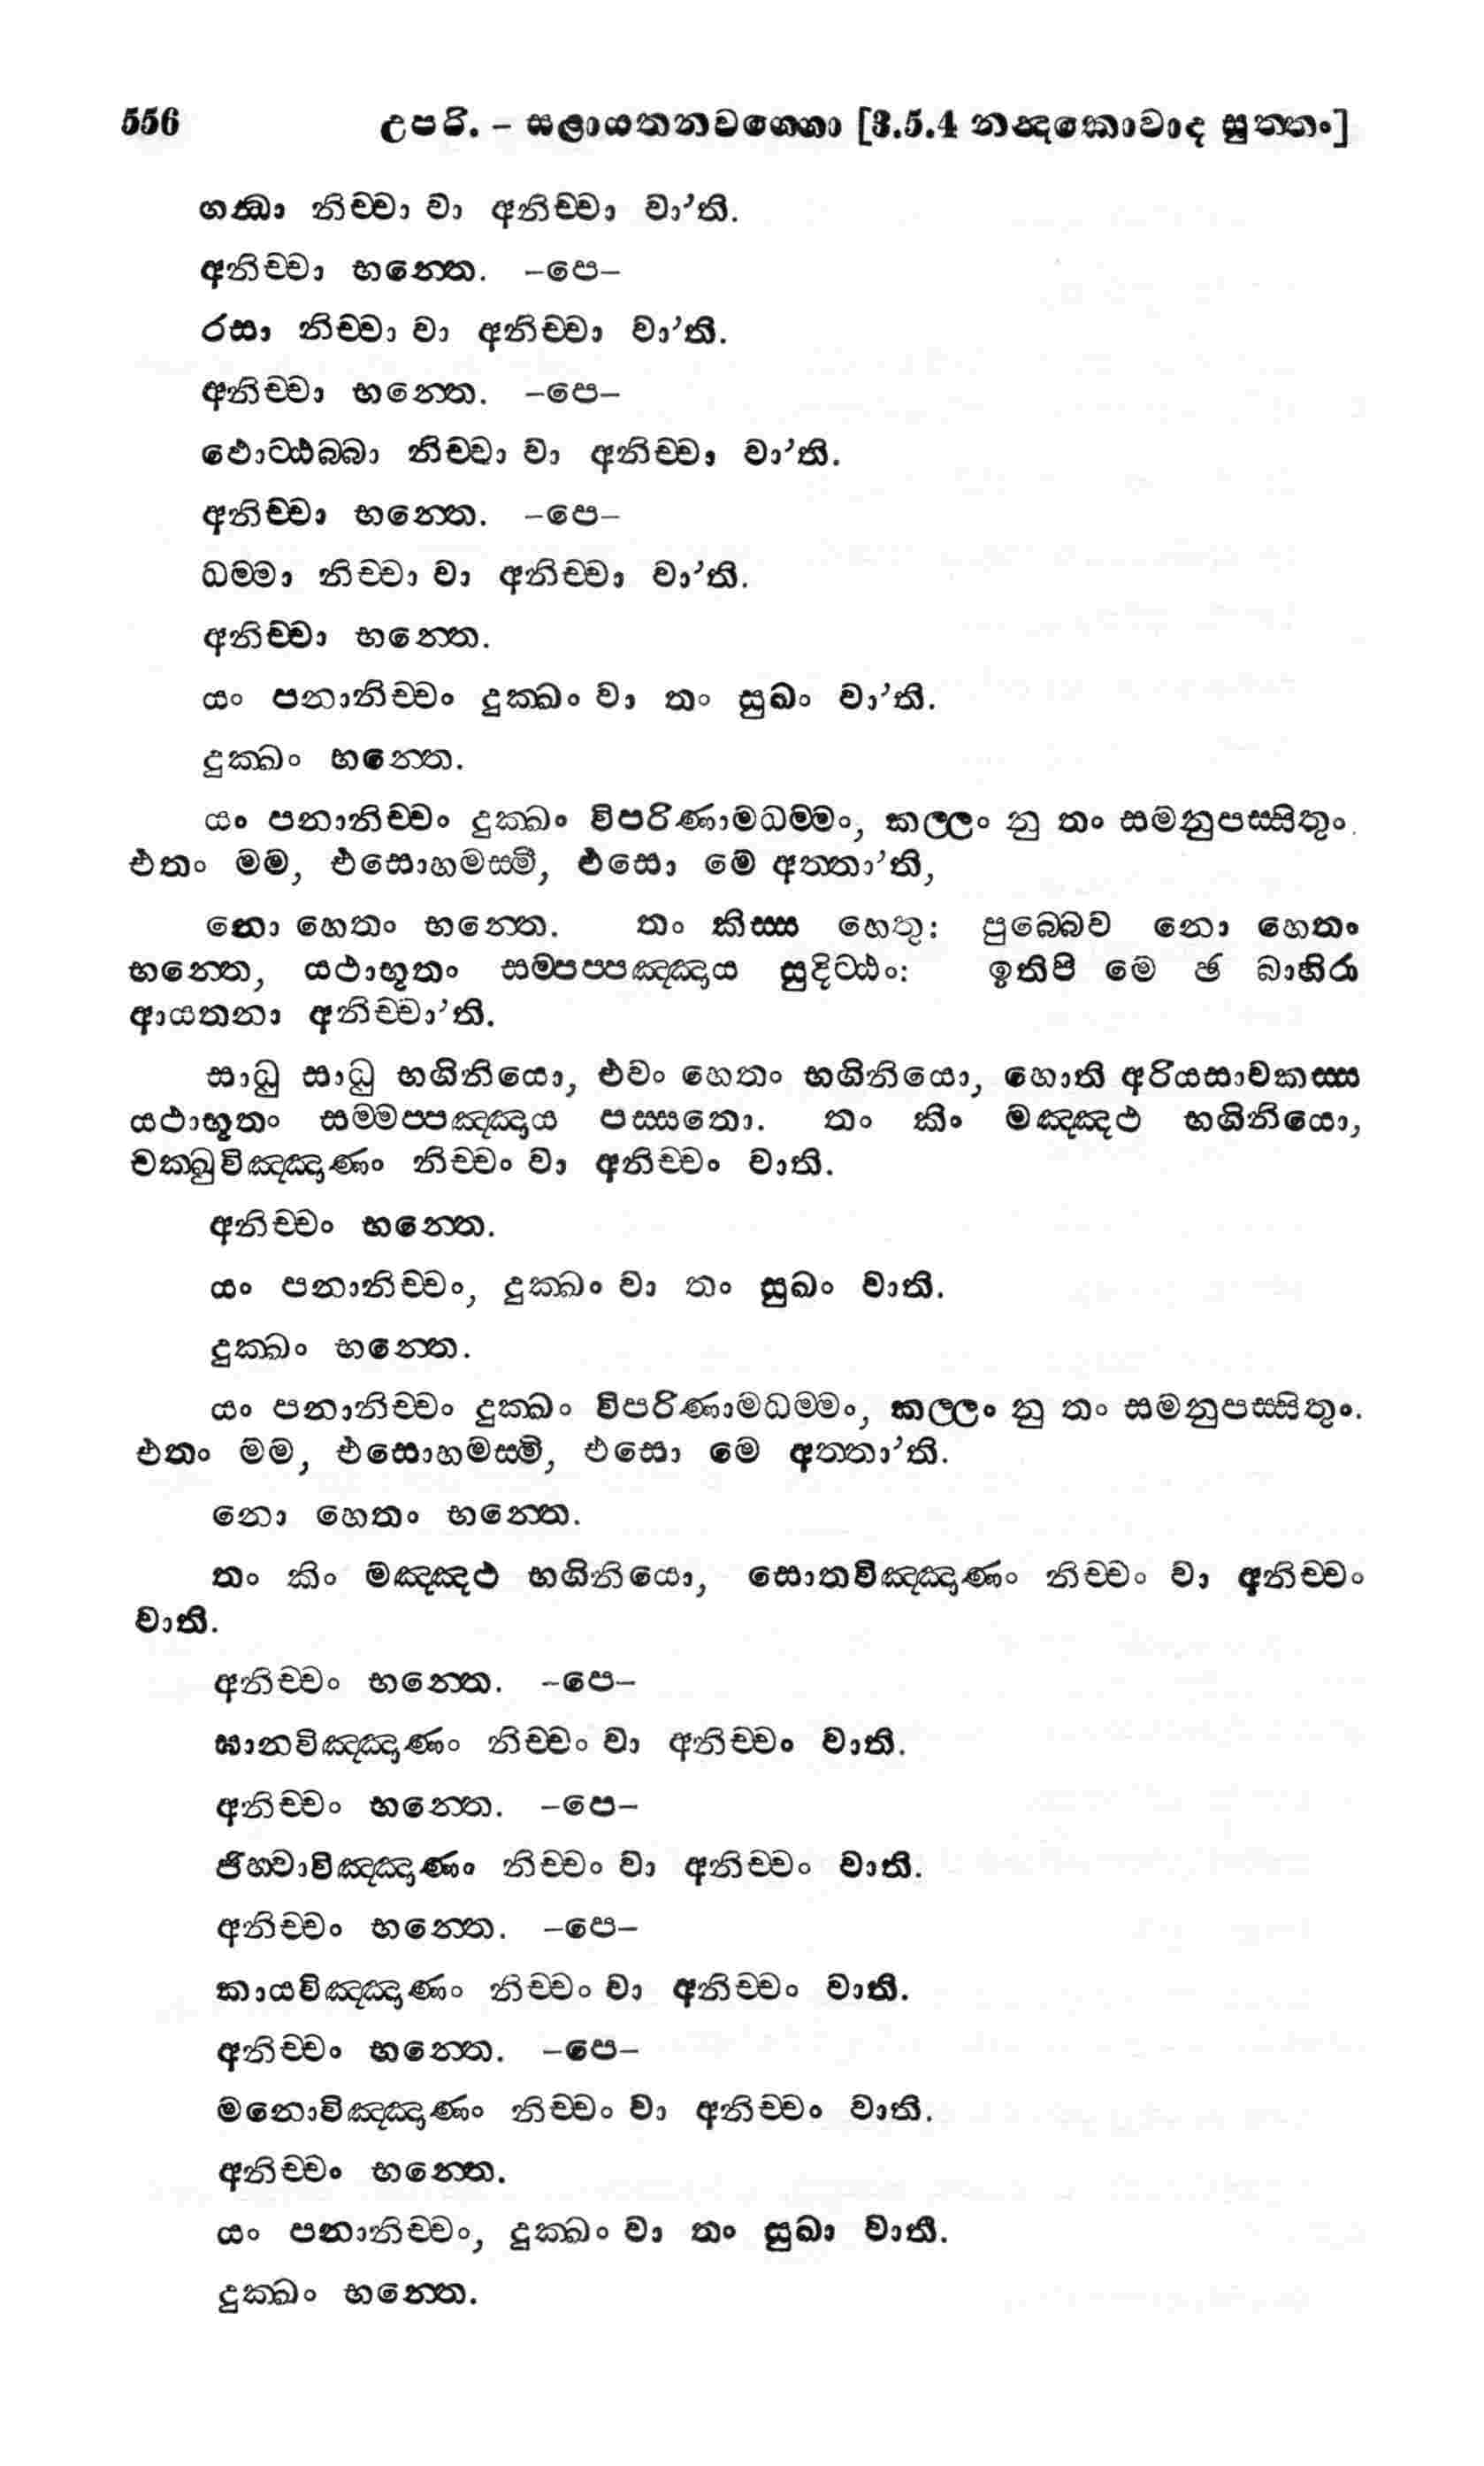 556 උපරි. – සළායතනවග්ගො [3.5.4 නන්දකොවාද සුත්තං]
ගන්ධා නිච්චා වා අනිච්චා වා’ති.
අනිච්චා භන්තෙ. –පෙ–
රසා නිච්චා වා අනිච්චා වා’ති.
අනිච්චා භන්තෙ. –පෙ–
ඵොට්ඨබ්බා නිච්චා වා අනිච්චා වා’ති.
අනිච්චා භන්තෙ. –පෙ–
ධම්මා නිච්චා වා අනිච්චා වා’ති.
අනිච්චා භන්තෙ.
යං පනානිච්චං දුක්ඛං වා තං සුඛං වා’ති.
දුක්ඛං භන්තෙ.
යං පනානිච්චං දුක්ඛං විපරිණාමධම්මං, කල්ලං නු තං සමනුපස්සිතුං.
එතං මම, එසොහමස්මි, එසො මෙ අත්තා’ති,
නො හෙතං භන්තෙ. තං කිස්ස හෙතු: පුබ්බෙව නො හෙතං
භන්තෙ, යථාභූතං සම්පප්පඤ්ඤාය සුදිට්ඨං: ඉතිපි මෙ ඡ බාහිරා
ආයතනා අනිච්චා’ති.
සාධු සාධු භගිනියො, එවං හෙතං භගිනියො, හොති අරියසාවකස්ස
යථාභූතං සම්මප්පඤ්ඤාය පස්සතො. තං කිං මඤ්ඤථ භගිනියො,
චක්ඛුවිඤ්ඤාණං නිච්චං වා අනිච්චං වාති.
අනිච්චං භන්තෙ.
යං පනානිච්චං, දුක්ඛං වා තං සුඛං වාති.
දුක්ඛං භන්තෙ.
යං පනානිච්චං දුක්ඛං විපරිණාමධම්මං, කල්ලං නු තං සමනුපස්සිතුං.
එතං මම, එසොහමස්මි, එසො මෙ අත්තා’ති.
නො හෙතං භන්තෙ.
තං කිං මඤ්ඤථ භගිනියො, සොතවිඤ්ඤාණං නිච්චං වා අනිච්චං
වාති.
අනිච්චං භන්තෙ. –පෙ–
ඝානවිඤ්ඤාණං නිච්චං වා අනිච්චං වාති.
අනිච්චං භන්තෙ. –පෙ–
ජිහ්වාවිඤ්ඤාණං නිච්චං වා අනිච්චං වාති.
අනිච්චං භන්තෙ. –පෙ–
කායවිඤ්ඤාණං නිච්චං වා අනිච්චං වාති.
අනිච්චං භන්තෙ. –පෙ–
මනොවිඤ්ඤාණං නිච්චං වා අනිච්චං වාති.
අනිච්චං භන්තෙ.
යං පනානිච්චං, දුක්ඛං වා තං සුඛා වාති.
දුක්ඛං භන්තෙ.